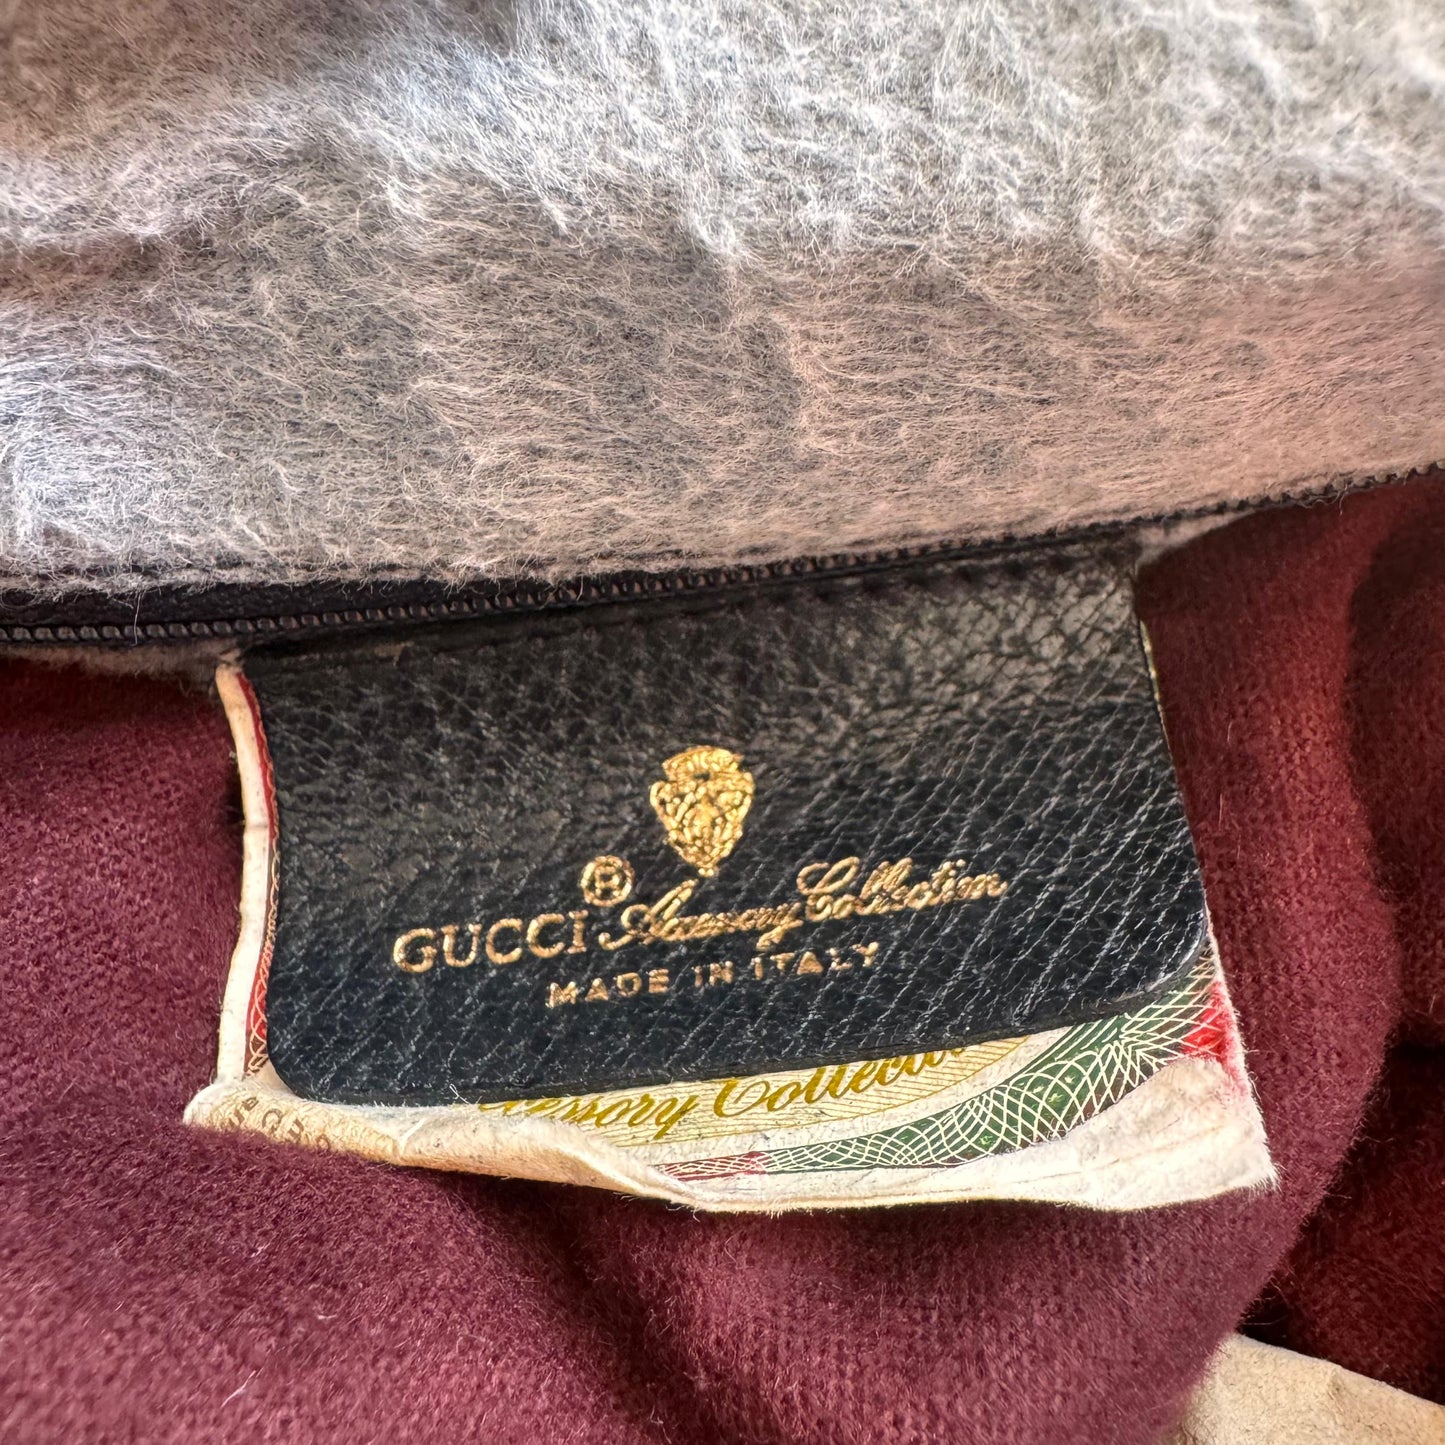 GUCCI ® Accessory Collection
MADE IN ITALY